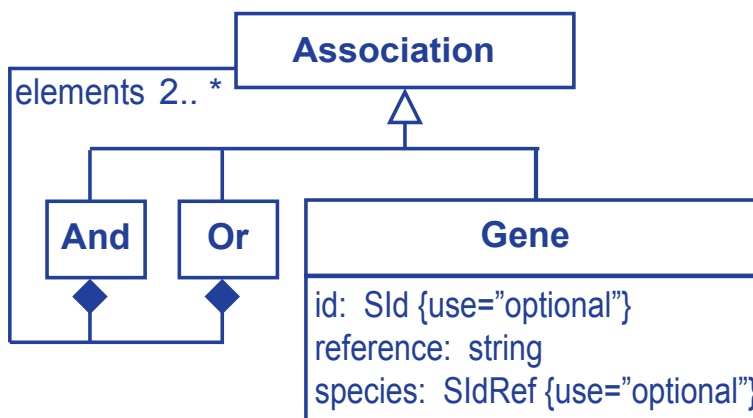 Association
elements 2.. *
And
Or
Gene
id: SId {use=”optional”}
reference: string
species: SIdRef {use=”optional”}